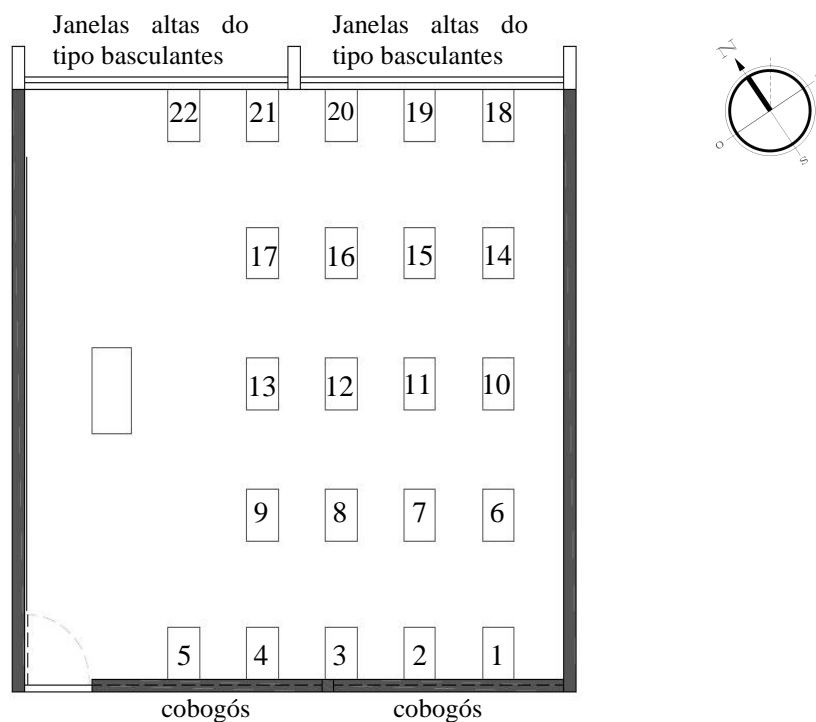 Janelas altas do
tipo basculantes
Janelas altas do
tipo basculantes
N
O
S
22 21 20 19 18
17 16 15 14
13 12 11 10
9 8 7 6
5 4 3 2 1
cobogós cobogós